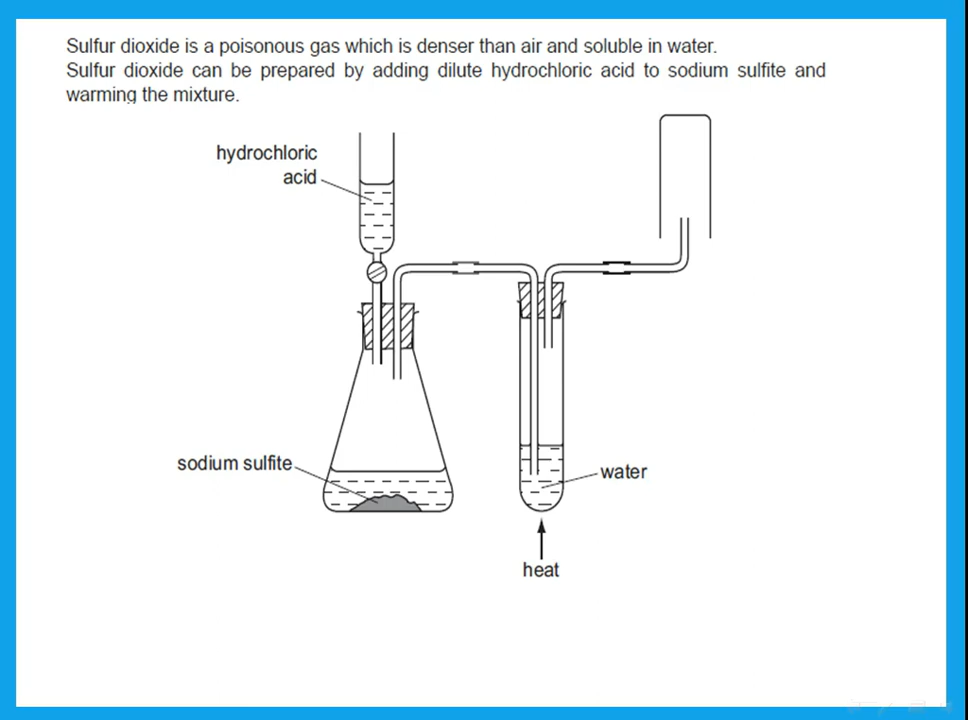 Sulfur dioxide is a poisonous gas which is denser than air and soluble in water.
Sulfur dioxide can be prepared by adding dilute hydrochloric acid to sodium sulfite and
warming the mixture.
hydrochloric
acid
sodium sulfite
water
heat